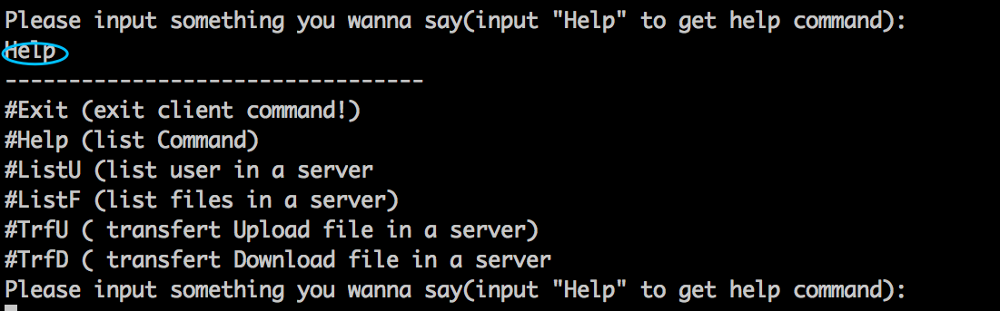 Please input something you wanna say(input "Help" to get help command):
Help
---------------------------------
#Exit (exit client command!)
#Help (list Command)
#ListU (list user in a server
#ListF (list files in a server)
#TrfU ( transfert Upload file in a server)
#TrfD ( transfert Download file in a server
Please input something you wanna say(input "Help" to get help command):